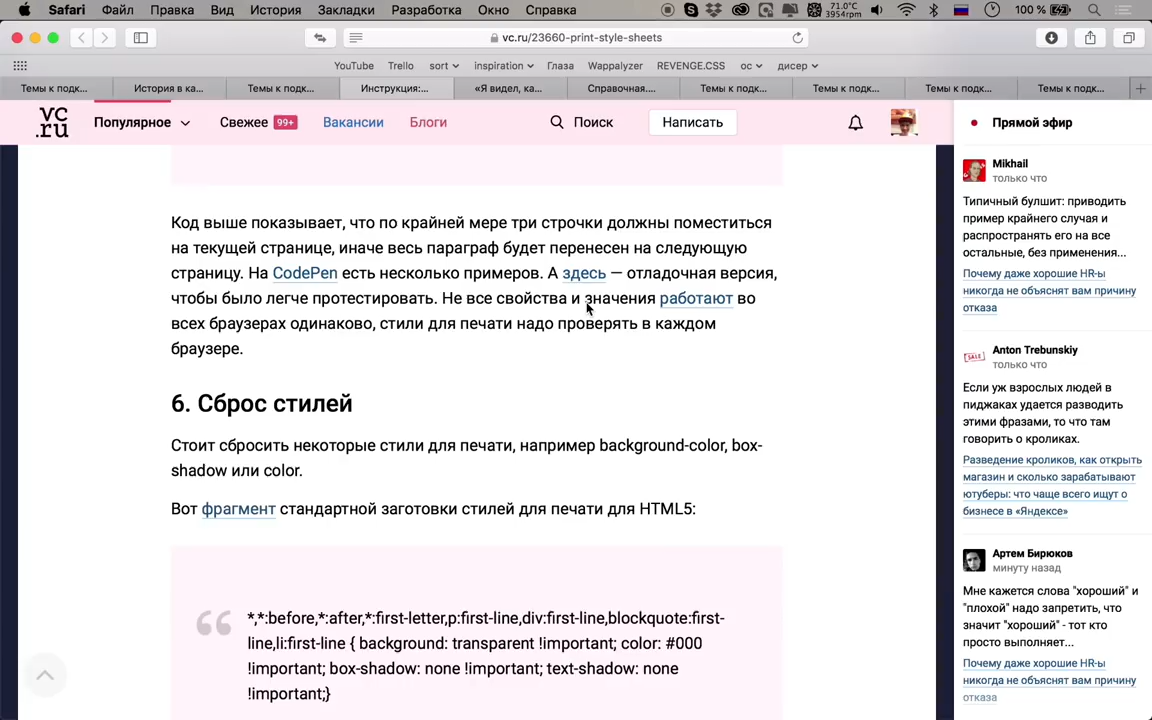 Safari Файл Правка Вид История Закладки Разработка Окно Справка
71.0°C
3954rpm
100 %
vc.ru/23660-print-style-sheets
YouTube Trello sort inspiration Глаза Wappalyzer REVENGE.CSS ос дисер
Темы к подк... История в ка... Темы к подк... Инструкция:... «Я видел, ка... Справочная.... Темы к подк... Темы к подк... Темы к подк... Темы к подк...
vc
.ru
Популярное Свежее 99+ Вакансии Блоги Поиск Написать
Код выше показывает, что по крайней мере три строчки должны поместиться
на текущей странице, иначе весь параграф будет перенесен на следующую
страницу. На CodePen есть несколько примеров. А здесь — отладочная версия,
чтобы было легче протестировать. Не все свойства и значения работают во
всех браузерах одинаково, стили для печати надо проверять в каждом
браузере.
6. Сброс стилей
Стоит сбросить некоторые стили для печати, например background-color, box-
shadow или color.
Вот фрагмент стандартной заготовки стилей для печати для HTML5:
*,*:before,*:after,*:first-letter,p:first-line,div:first-line,blockquote:first-
line,li:first-line { background: transparent !important; color: #000
!important; box-shadow: none !important; text-shadow: none
!important;}
Прямой эфир
Mikhail
только что
Типичный булшит: приводить
пример крайнего случая и
распространять его на все
остальные, без применения...
Почему даже хорошие HR-ы
никогда не объяснят вам причину
отказа
SALE
Anton Trebunskiy
только что
Если уж взрослых людей в
пиджаках удается разводить
этими фразами, то что там
говорить о кроликах.
Разведение кроликов, как открыть
магазин и сколько зарабатывают
ютуберы: что чаще всего ищут о
бизнесе в «Яндексе»
Артем Бирюков
минуту назад
Мне кажется слова "хороший" и
"плохой" надо запретить, что
значит "хороший" - тот кто
просто выполняет...
Почему даже хорошие HR-ы
никогда не объяснят вам причину
отказа